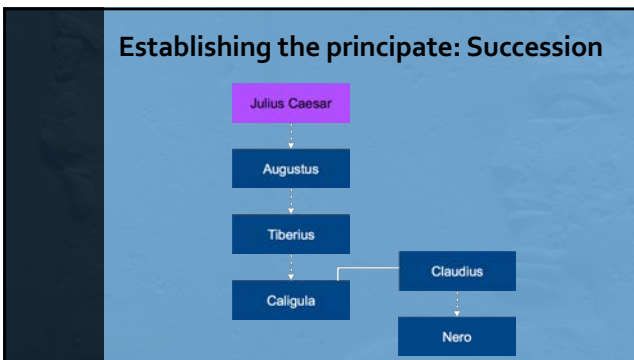 Establishing the principate: Succession
Julius Caesar
Augustus
Tiberius
Claudius
Caligula
Nero